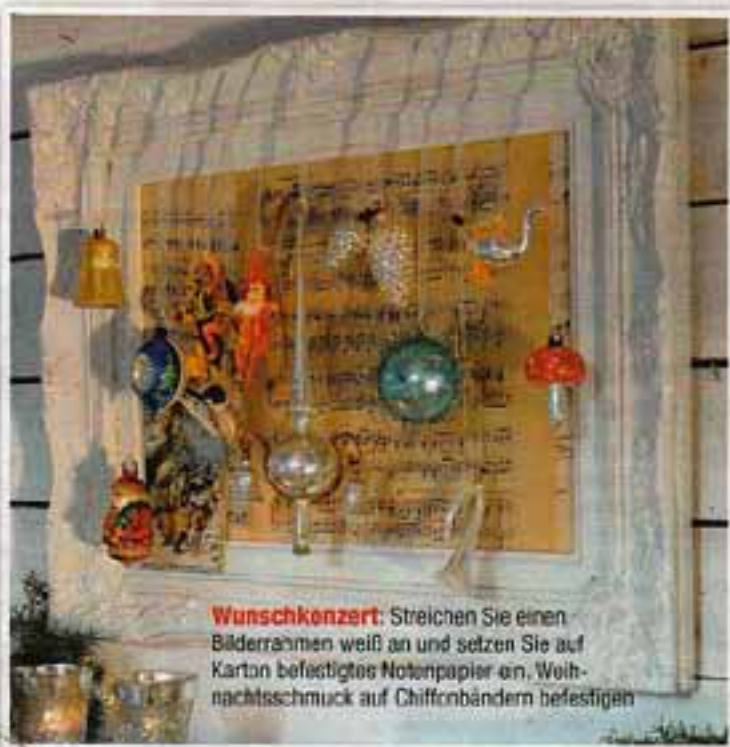 Wunschkonzert: Streichen Sie einen
Bilderrahmen weiß an und setzen Sie auf
Karton befestigtes Notenpapier ein. Weih-
nachtsschmuck auf Chiffonbändern befestigen